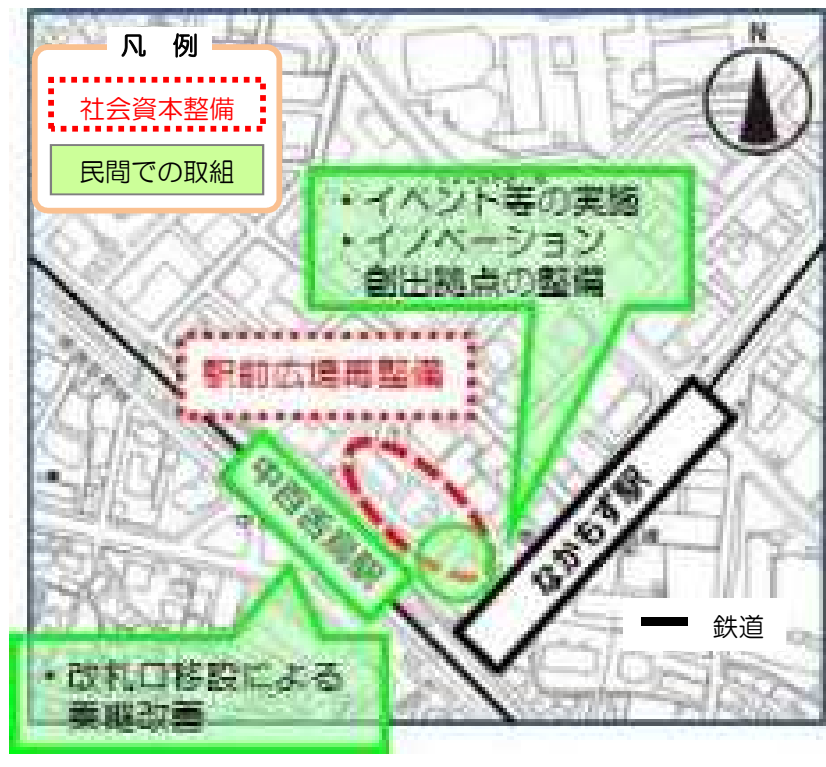 凡 例
社会資本整備
民間での取組
N
・イベント等の実施
・イノベーション
創出拠点の整備
駅前広場再整備
中百舌鳥駅
なかもず駅
鉄道
・改札口移設による
乗換改善